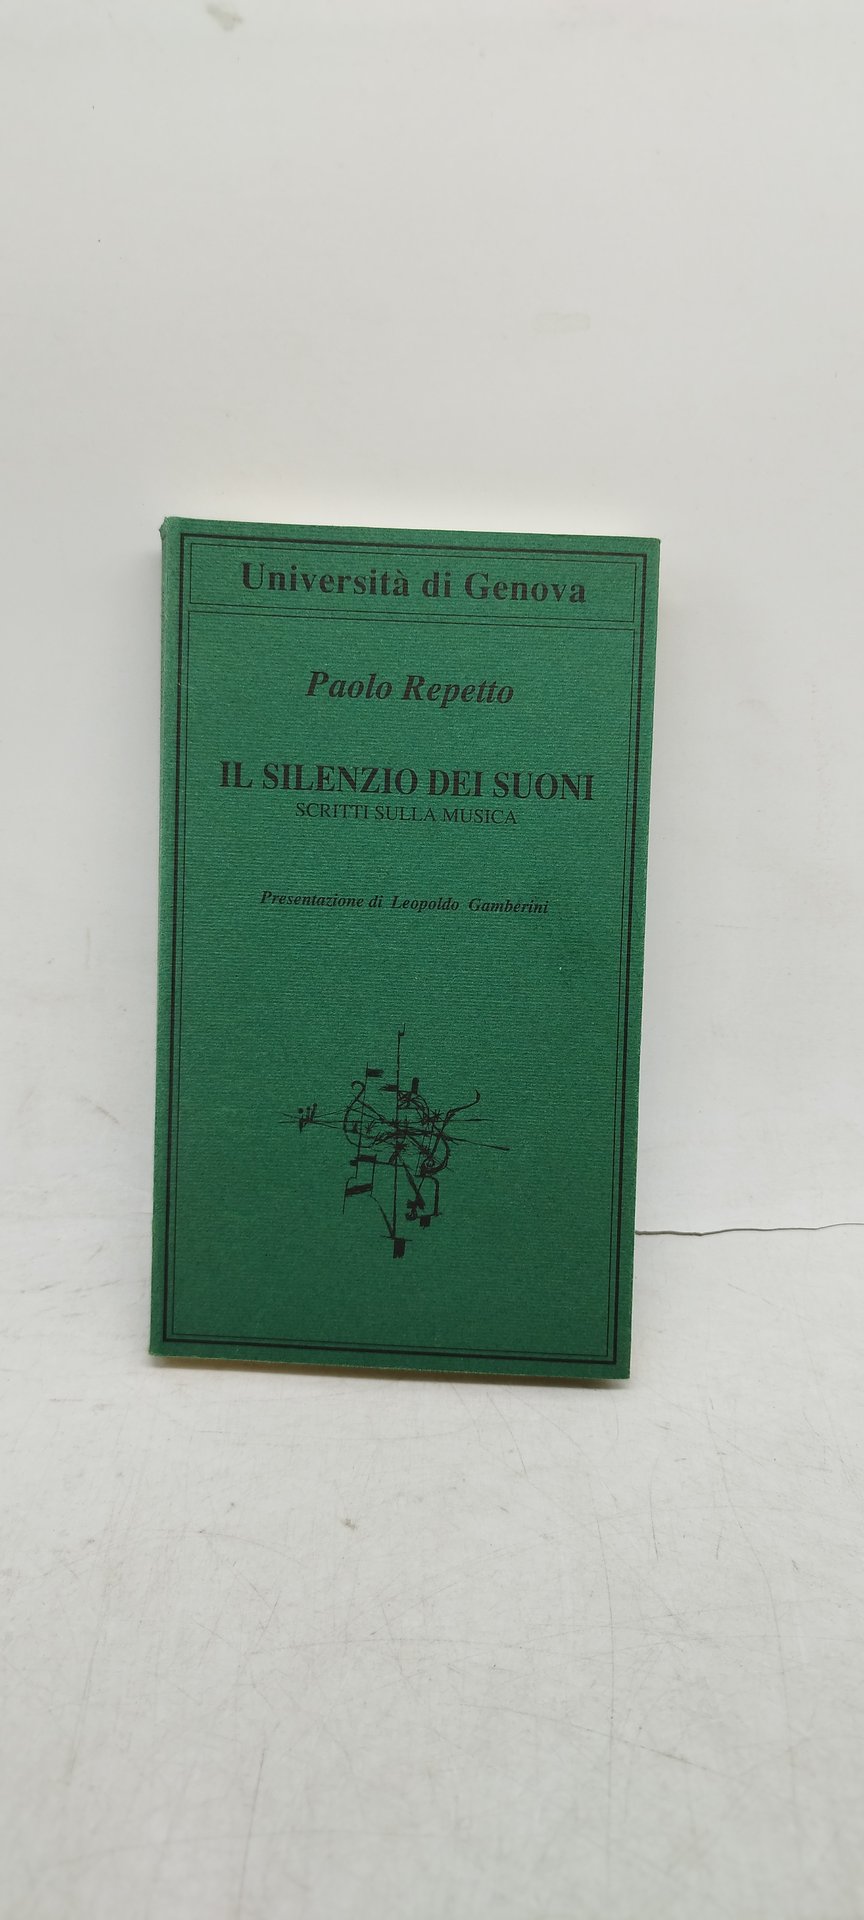 Università di Genova
Paolo Repetto
IL SILENZIO DEI SUONI
SCRITTI SULLA MUSICA
Presentazione di Leopoldo Gamberini